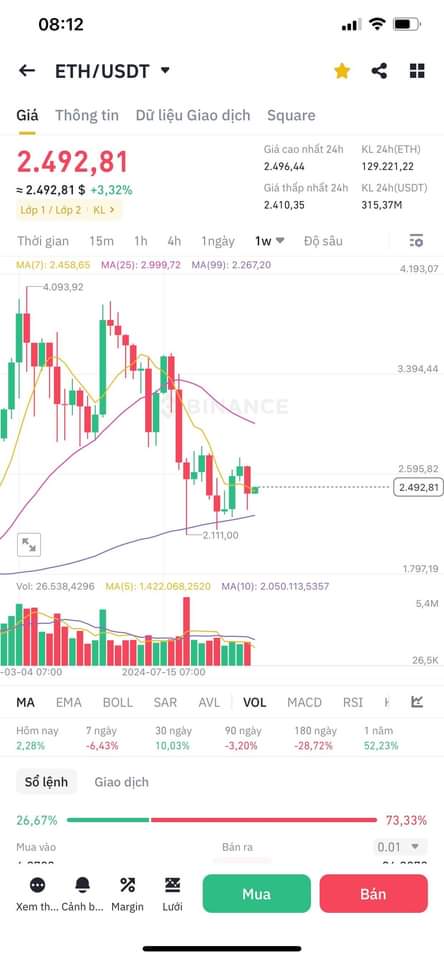 08:12
ETH/USDT
Giá Thông tin Dữ liệu Giao dịch Square
2.492,81
≈ 2.492,81 $ +3,32%
Lớp 1 / Lớp 2 KL >
Giá cao nhất 24h KL 24h(ETH)
2.496,44 129.221,22
Giá thấp nhất 24h KL 24h(USDT)
2.410,35 315,37M
Thời gian 15m 1h 4h 1ngày 1w Độ sâu
MA(7): 2.458,65 MA(25): 2.999,72 MA(99): 2.267,20
4.193,07
4.093,92
3.394,44
BINANCE
2.595,82
2.492,81
2.111,00
1.797,19
Vol: 26.538,4296 MA(5): 1.422.068,2520 MA(10): 2.050.113,5357
5,4M
26,5K
-03-04 07:00 2024-07-15 07:00
MA EMA BOLL SAR AVL VOL MACD RSI
Hôm nay 7 ngày 30 ngày 90 ngày 180 ngày 1 năm
2,28% -6,43% 10,03% -3,20% -28,72% 52,23%
Sổ lệnh Giao dịch
26,67% 73,33%
Mua vào Bán ra 0.01
Xem th... Cảnh b... Margin Lưới Mua Bán